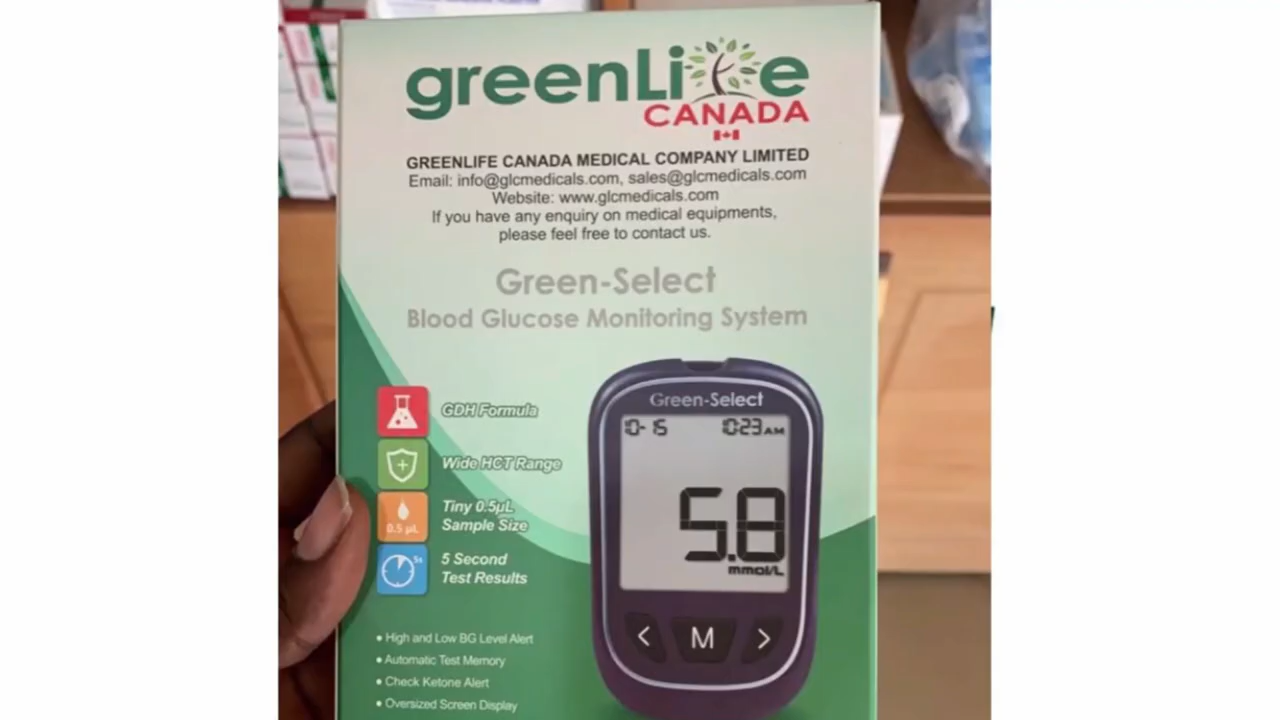 greenLife
CANADA
GREENLIFE CANADA MEDICAL COMPANY LIMITED
Email: info@glcmedicals.com, sales@glcmedicals.com
Website: www.glcmedicals.com
If you have any enquiry on medical equipments,
please feel free to contact us.
Green-Select
Blood Glucose Monitoring System
GDH Formula
Wide HCT Range
0.5 µL
Tiny 0.5µL
Sample Size
5s
5 Second
Test Results
• High and Low BG Level Alert
• Automatic Test Memory
• Check Ketone Alert
• Oversized Screen Display
Green-Select
10-15 10:23 AM
5.8
mmol/L
< M >